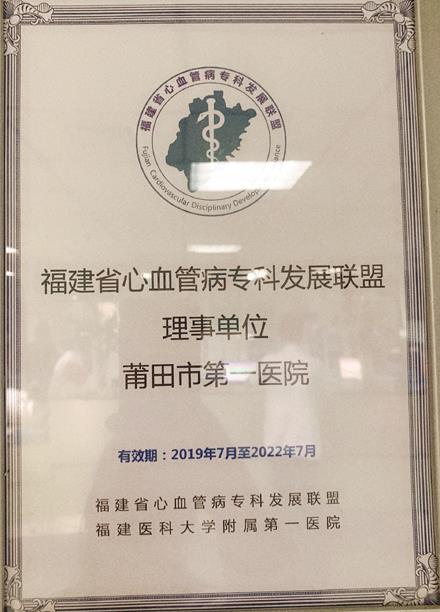 福建省心血管病专科发展联盟
Fujian Cardiovascular Disciplinary Development
福建省心血管病专科发展联盟
理事单位
莆田市第一医院
有效期：2019年7月至2022年7月
福建省心血管病专科发展联盟
福建医科大学附属第一医院